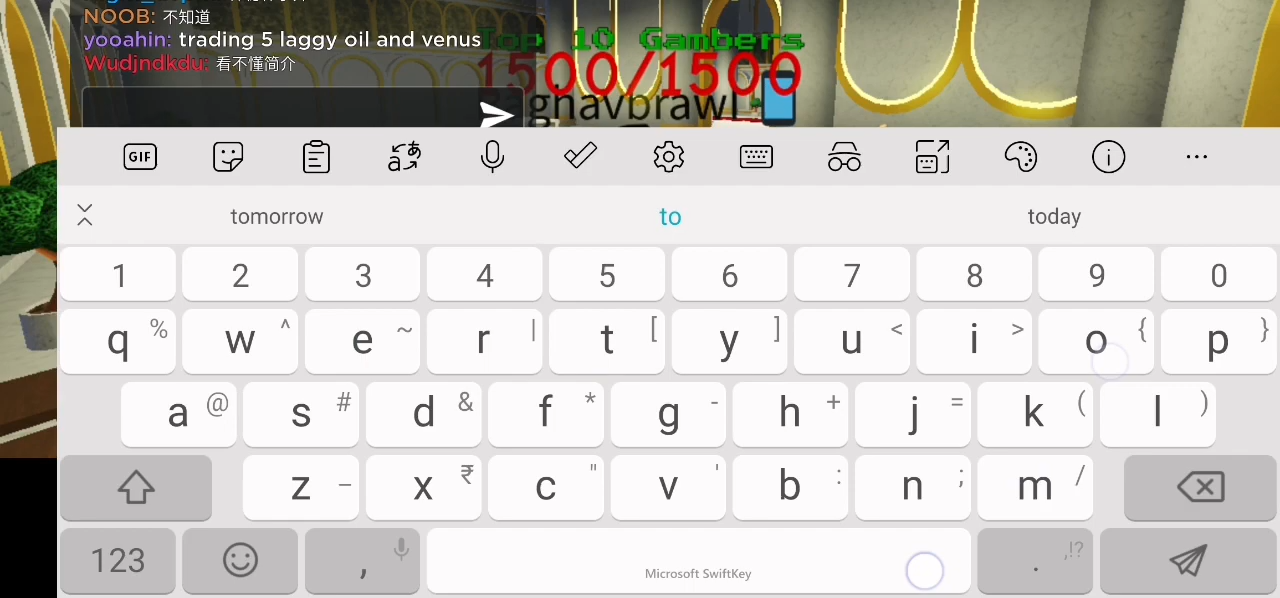 NOOB: 不知道
yooahin: trading 5 laggy oil and venus
Top 10 Gambers
Wudjndkdu: 看不懂简介
1500/1500
GIF
tomorrow to today
1 2 3 4 5 6 7 8 9 0
q % w ^ e ~ r | t [ y ] u < i > o { p }
a @ s # d & f * g - h + j = k ( l )
z _ x ₹ c " v ' b : n ; m /
123 , Microsoft SwiftKey . ,!?